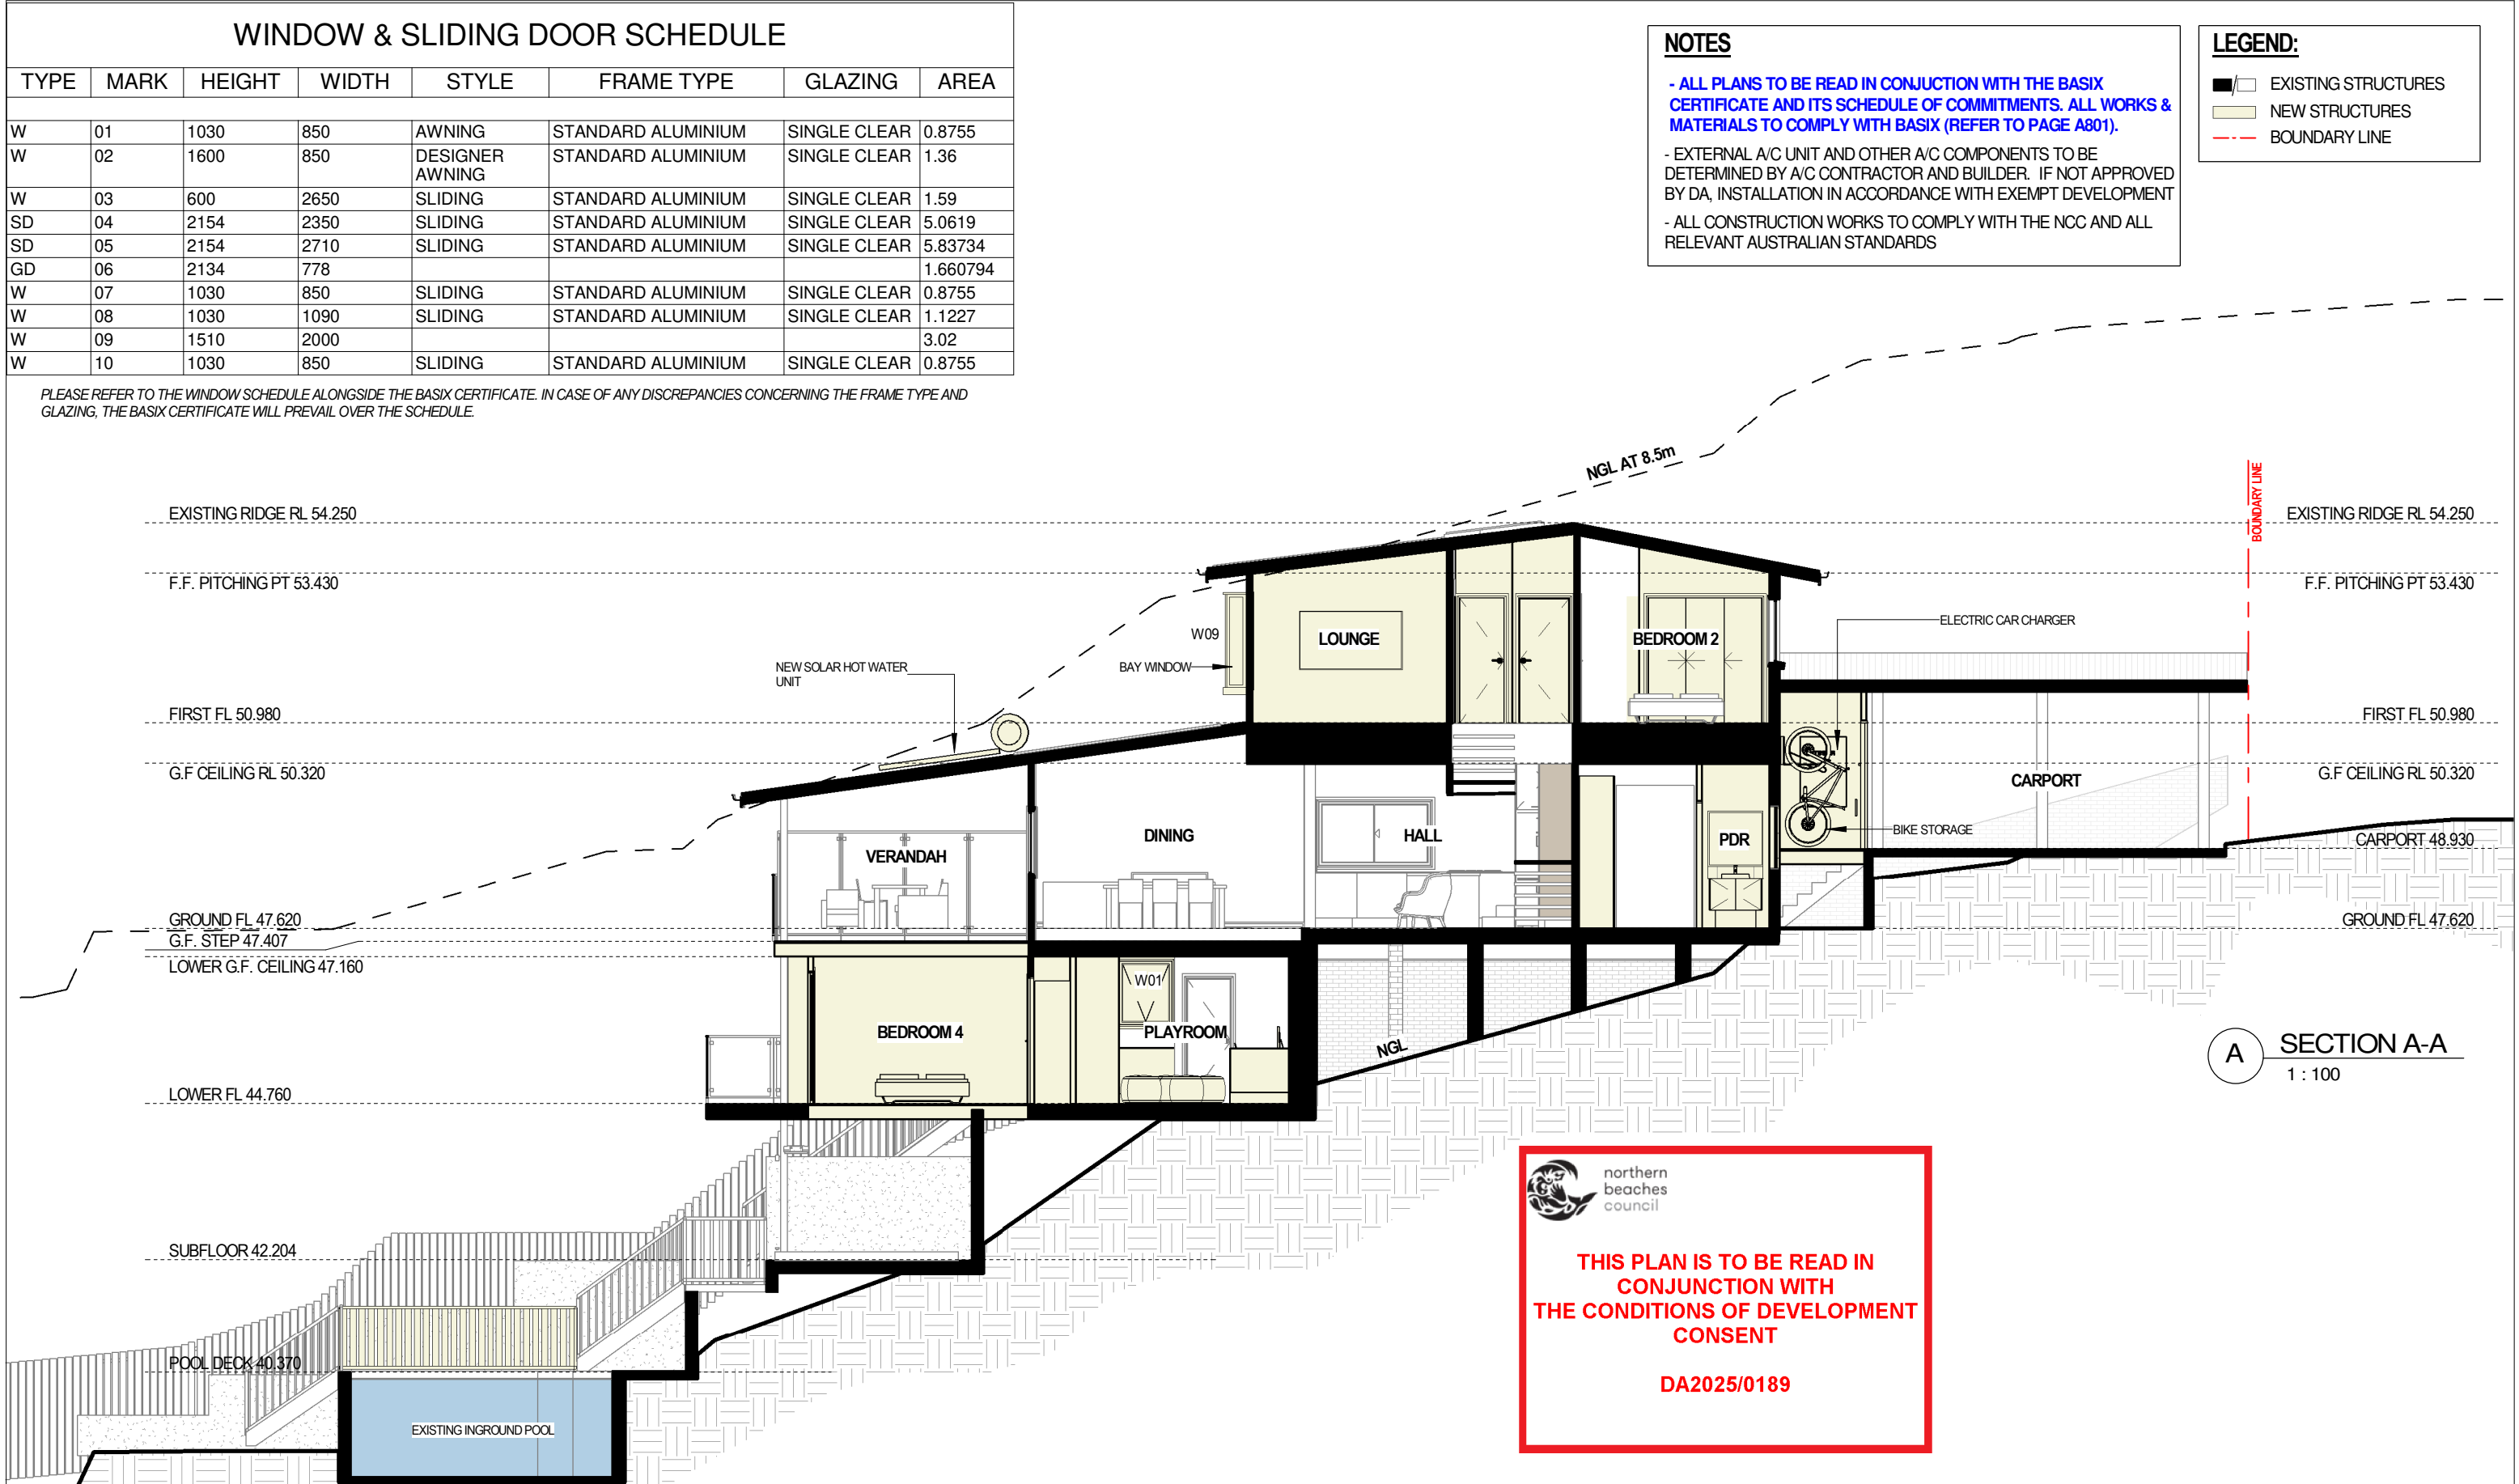 WINDOW & SLIDING DOOR SCHEDULE
TYPE MARK HEIGHT WIDTH STYLE FRAME TYPE GLAZING AREA
W 01 1030 850 AWNING STANDARD ALUMINIUM SINGLE CLEAR 0.8755
W 02 1600 850 DESIGNER AWNING STANDARD ALUMINIUM SINGLE CLEAR 1.36
W 03 600 2650 SLIDING STANDARD ALUMINIUM SINGLE CLEAR 1.59
SD 04 2154 2350 SLIDING STANDARD ALUMINIUM SINGLE CLEAR 5.0619
SD 05 2154 2710 SLIDING STANDARD ALUMINIUM SINGLE CLEAR 5.83734
GD 06 2134 778 1.660794
W 07 1030 850 SLIDING STANDARD ALUMINIUM SINGLE CLEAR 0.8755
W 08 1030 1090 SLIDING STANDARD ALUMINIUM SINGLE CLEAR 1.1227
W 09 1510 2000 3.02
W 10 1030 850 SLIDING STANDARD ALUMINIUM SINGLE CLEAR 0.8755
PLEASE REFER TO THE WINDOW SCHEDULE ALONGSIDE THE BASIX CERTIFICATE. IN CASE OF ANY DISCREPANCIES CONCERNING THE FRAME TYPE AND
GLAZING, THE BASIX CERTIFICATE WILL PREVAIL OVER THE SCHEDULE.
NOTES
- ALL PLANS TO BE READ IN CONJUCTION WITH THE BASIX
CERTIFICATE AND ITS SCHEDULE OF COMMITMENTS. ALL WORKS &
MATERIALS TO COMPLY WITH BASIX (REFER TO PAGE A801).
- EXTERNAL A/C UNIT AND OTHER A/C COMPONENTS TO BE
DETERMINED BY A/C CONTRACTOR AND BUILDER. IF NOT APPROVED
BY DA, INSTALLATION IN ACCORDANCE WITH EXEMPT DEVELOPMENT
- ALL CONSTRUCTION WORKS TO COMPLY WITH THE NCC AND ALL
RELEVANT AUSTRALIAN STANDARDS
LEGEND:
EXISTING STRUCTURES
NEW STRUCTURES
BOUNDARY LINE
NGL AT 8.5m
BOUNDARY LINE
EXISTING RIDGE RL 54.250
EXISTING RIDGE RL 54.250
F.F. PITCHING PT 53.430
F.F. PITCHING PT 53.430
ELECTRIC CAR CHARGER
W09
LOUNGE
BEDROOM 2
NEW SOLAR HOT WATER
UNIT
BAY WINDOW
FIRST FL 50.980
FIRST FL 50.980
G.F CEILING RL 50.320
G.F CEILING RL 50.320
CARPORT
DINING
HALL
PDR
BIKE STORAGE
VERANDAH
CARPORT 48.930
GROUND FL 47.620
GROUND FL 47.620
G.F. STEP 47.407
LOWER G.F. CEILING 47.160
W01
BEDROOM 4
PLAYROOM
NGL
A
SECTION A-A
1 : 100
LOWER FL 44.760
SUBFLOOR 42.204
POOL DECK 40.370
EXISTING INGROUND POOL
northern
beaches
council
THIS PLAN IS TO BE READ IN
CONJUNCTION WITH
THE CONDITIONS OF DEVELOPMENT
CONSENT
DA2025/0189